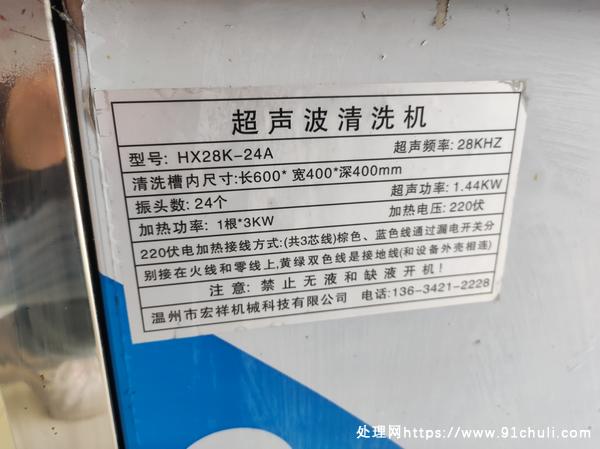 超声波清洗机
型号: HX28K-24A 超声频率: 28KHZ
清洗槽内尺寸:长600* 宽400*深400mm
振头数: 24个 超声功率: 1.44KW
加热功率: 1根*3KW 加热电压: 220伏
220伏电加热接线方式:(共3芯线)棕色、蓝色线通过漏电开关分
别接在火线和零线上,黄绿双色线是接地线(和设备外壳相连)
注意: 禁止无液和缺液开机!
温州市宏祥机械科技有限公司 电话:136-3421-2228
处理网https://www.91chuli.com/